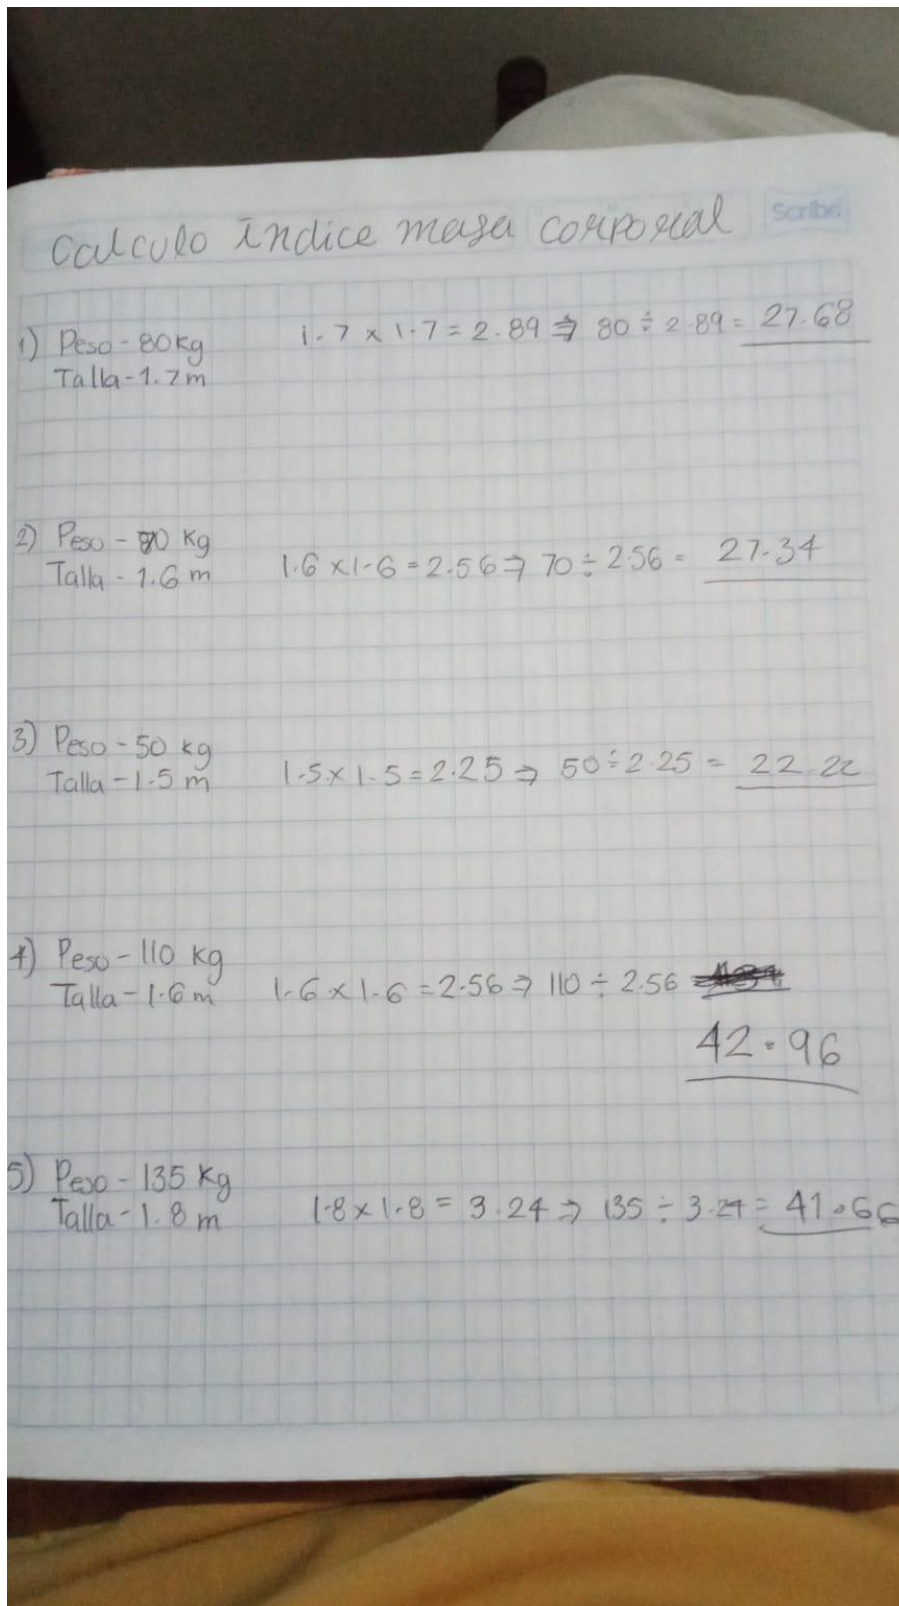 Scribe
Calculo indice masa corporal
1) Peso - 80 kg
Talla - 1.7 m
1.7 x 1.7 = 2.89 ⇒ 80 ÷ 2.89 = 27.68
2) Peso - 70 kg
Talla - 1.6 m
1.6 x 1.6 = 2.56 ⇒ 70 ÷ 2.56 = 27.34
3) Peso - 50 kg
Talla - 1.5 m
1.5 x 1.5 = 2.25 ⇒ 50 ÷ 2.25 = 22.22
4) Peso - 110 kg
Talla - 1.6 m
1.6 x 1.6 = 2.56 ⇒ 110 ÷ 2.56
42.96
5) Peso - 135 kg
Talla - 1.8 m
1.8 x 1.8 = 3.24 ⇒ 135 ÷ 3.24 = 41.66